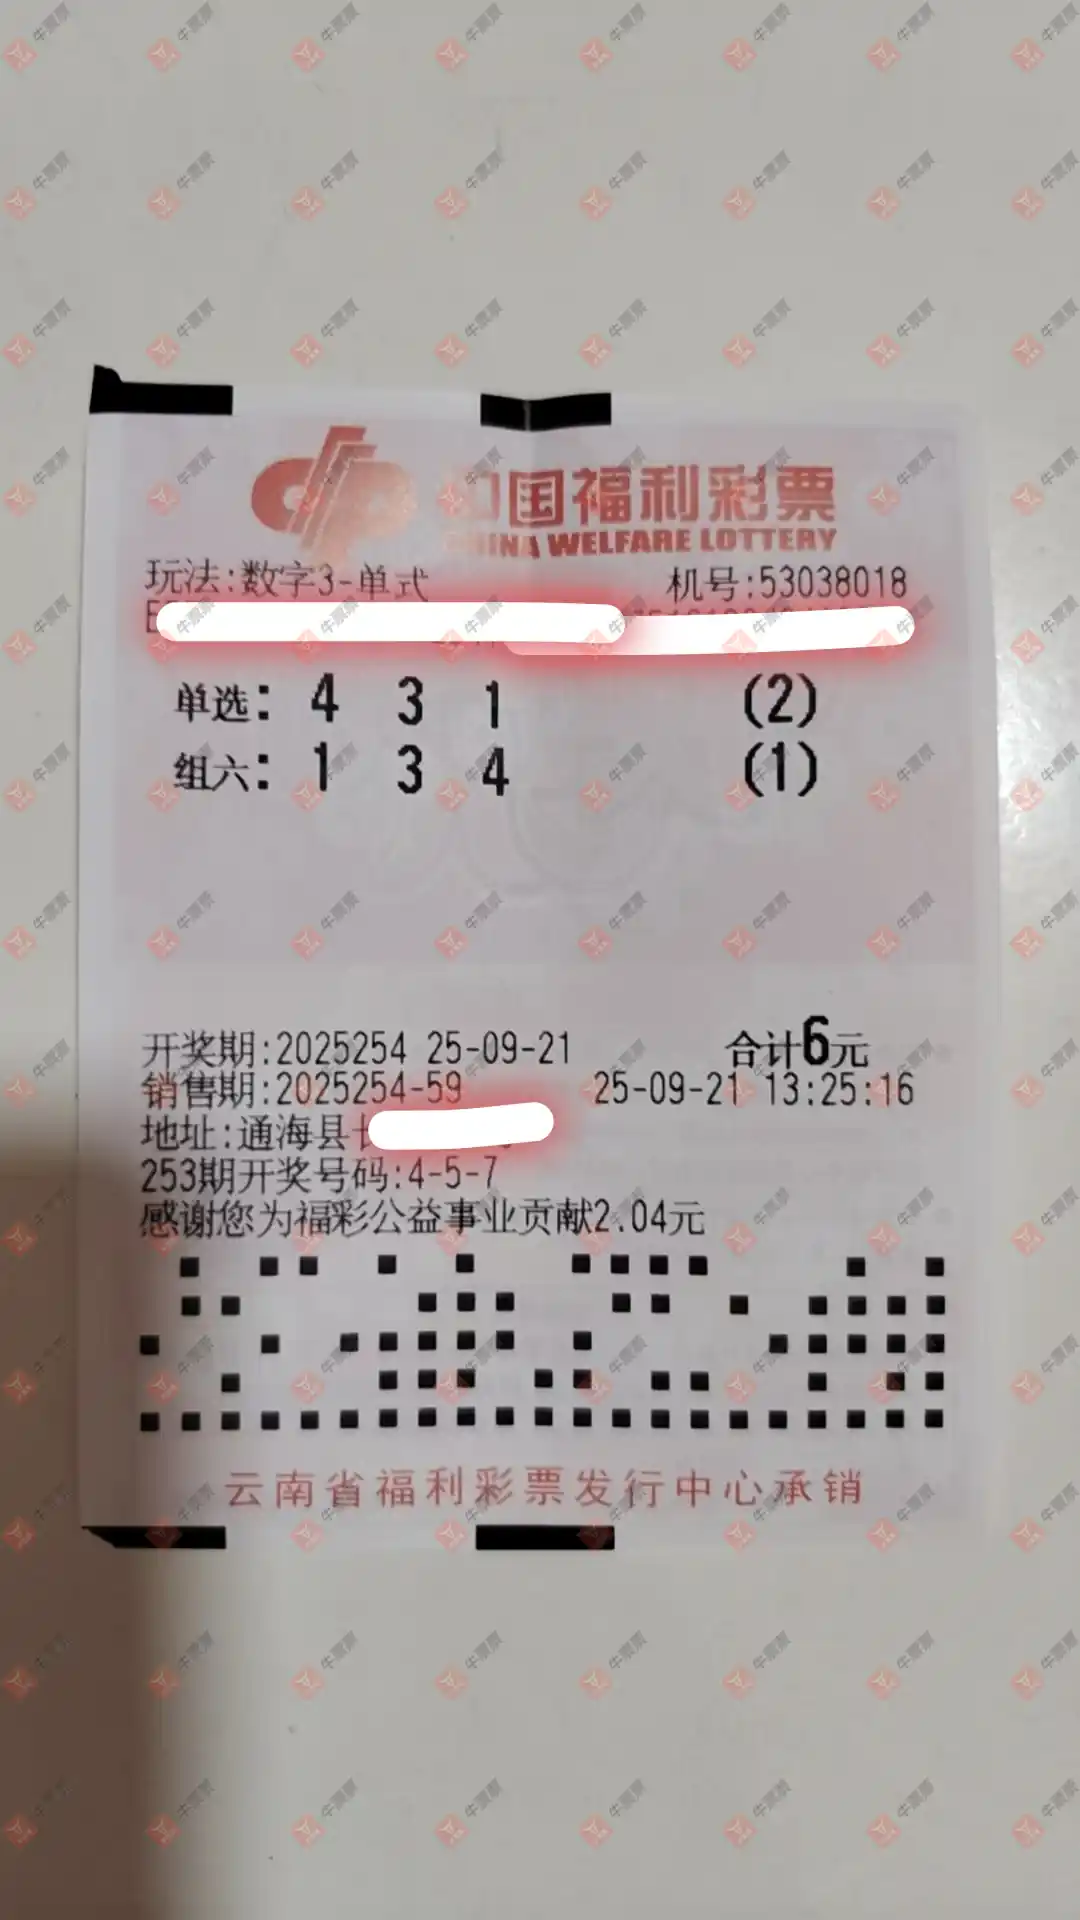 中国福利彩票
CHINA WELFARE LOTTERY
玩法:数字3-单式 机号:53038018
单选: 4 3 1 (2)
组六: 1 3 4 (1)
开奖期:2025254 25-09-21 合计6元
销售期:2025254-59 25-09-21 13:25:16
地址:通海县
253期开奖号码:4-5-7
感谢您为福彩公益事业贡献2.04元
云南省福利彩票发行中心承销
牛票票